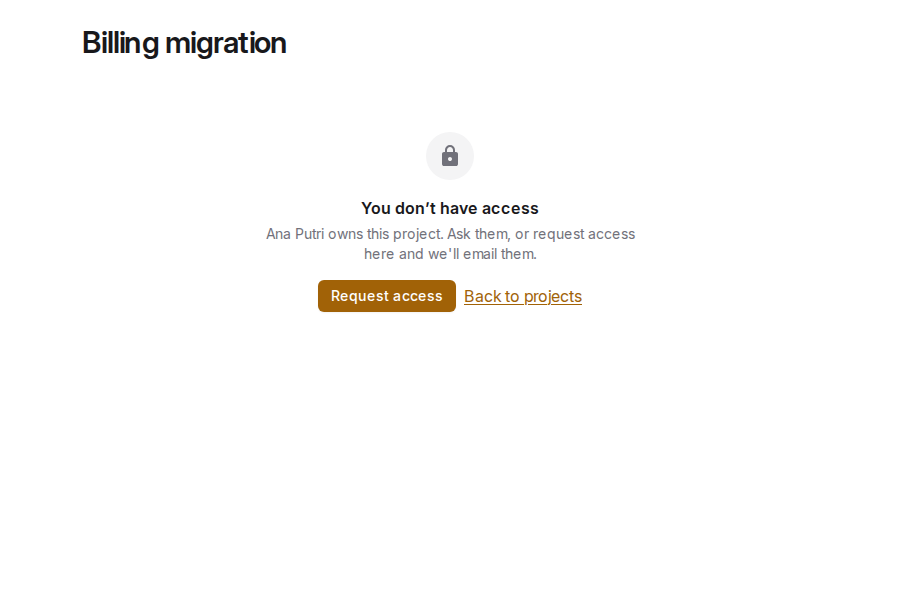 Billing migration
You don’t have access
Ana Putri owns this project. Ask them, or request access
here and we'll email them.
Request access
Back to projects